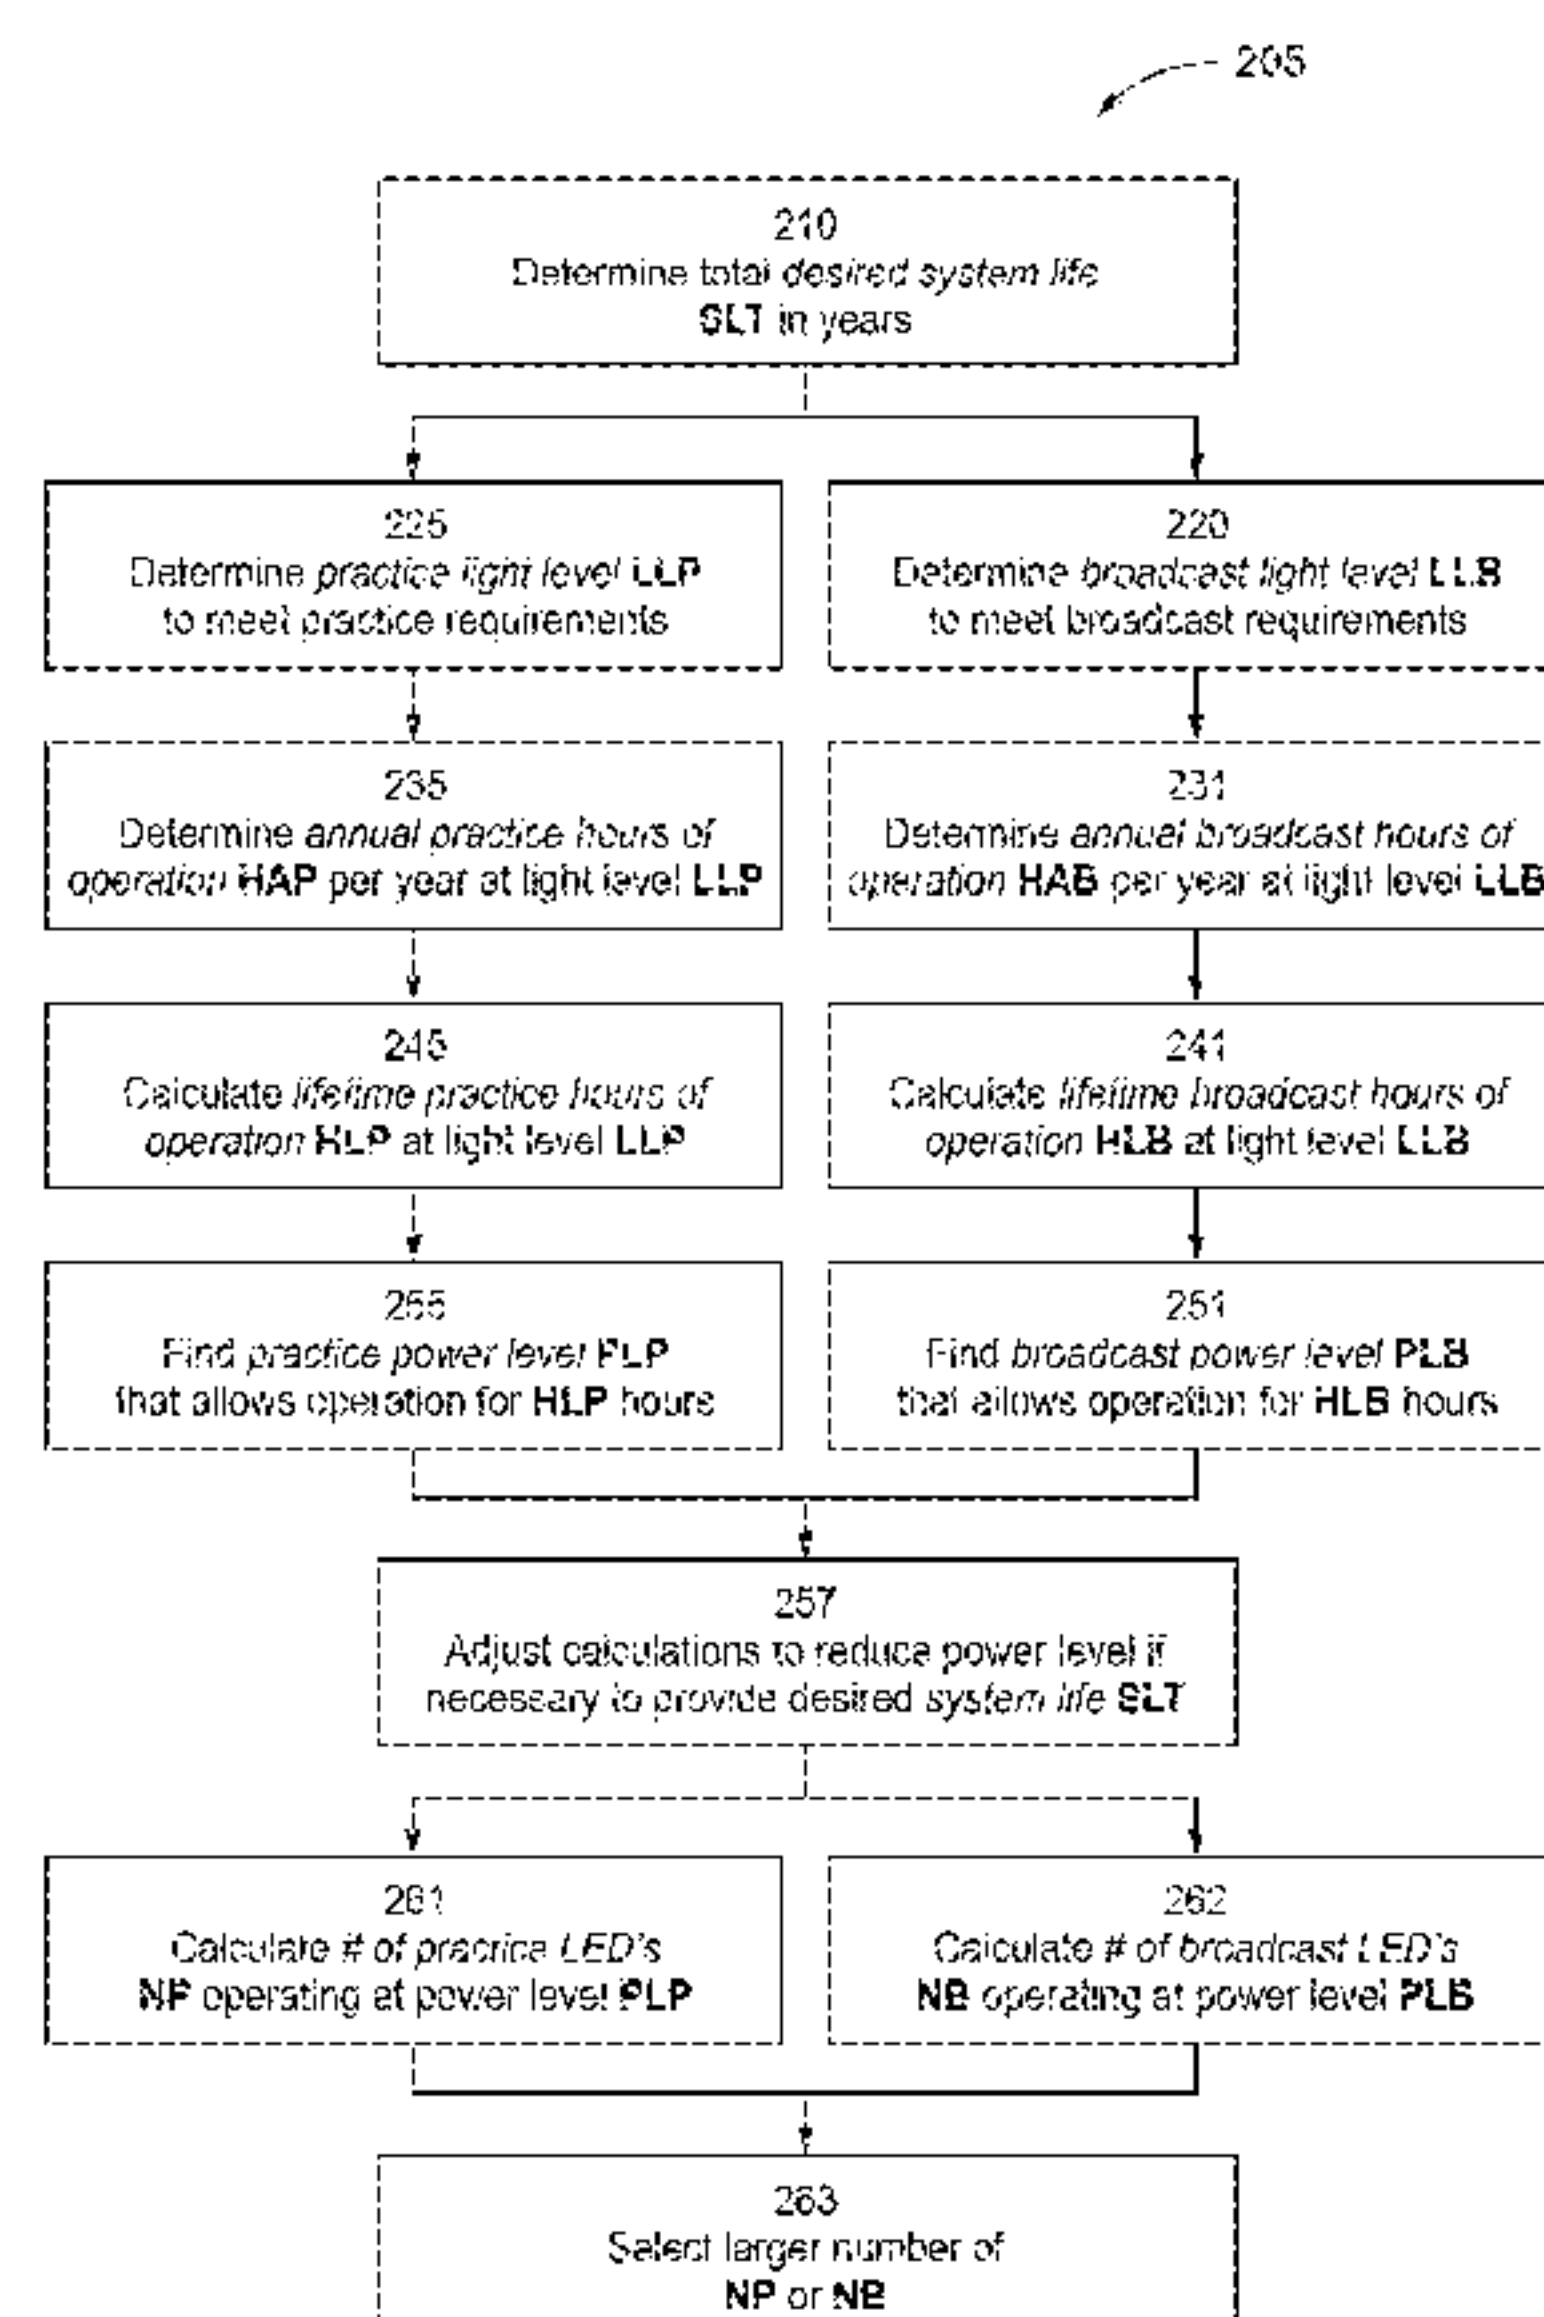 205
210
Determine total desired system life
SLT in years
225
Determine practice light level LLP
to meet practice requirements
220
Determine broadcast light level LLB
to meet broadcast requirements
235
Determine annual practice hours of
operation HAP per year at light level LLP
231
Determine annual broadcast hours of
operation HAB per year at light level LLB
245
Calculate lifetime practice hours of
operation HLP at light level LLP
241
Calculate lifetime broadcast hours of
operation HLB at light level LLB
255
Find practice power level PLP
that allows operation for HLP hours
251
Find broadcast power level PLB
that allows operation for HLB hours
257
Adjust calculations to reduce power level if
necessary to provide desired system life SLT
261
Calculate # of practice LED's
NP operating at power level PLP
262
Calculate # of broadcast LED's
NB operating at power level PLB
263
Select larger number of
NP or NB